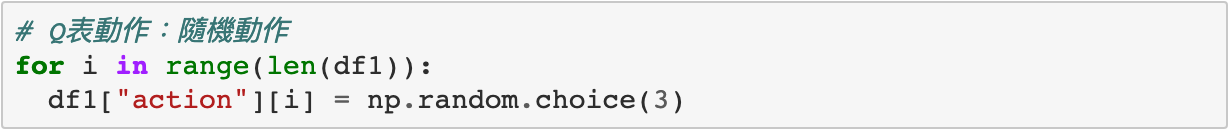 # Q表動作：隨機動作
for i in range(len(df1)):
  df1["action"][i] = np.random.choice(3)